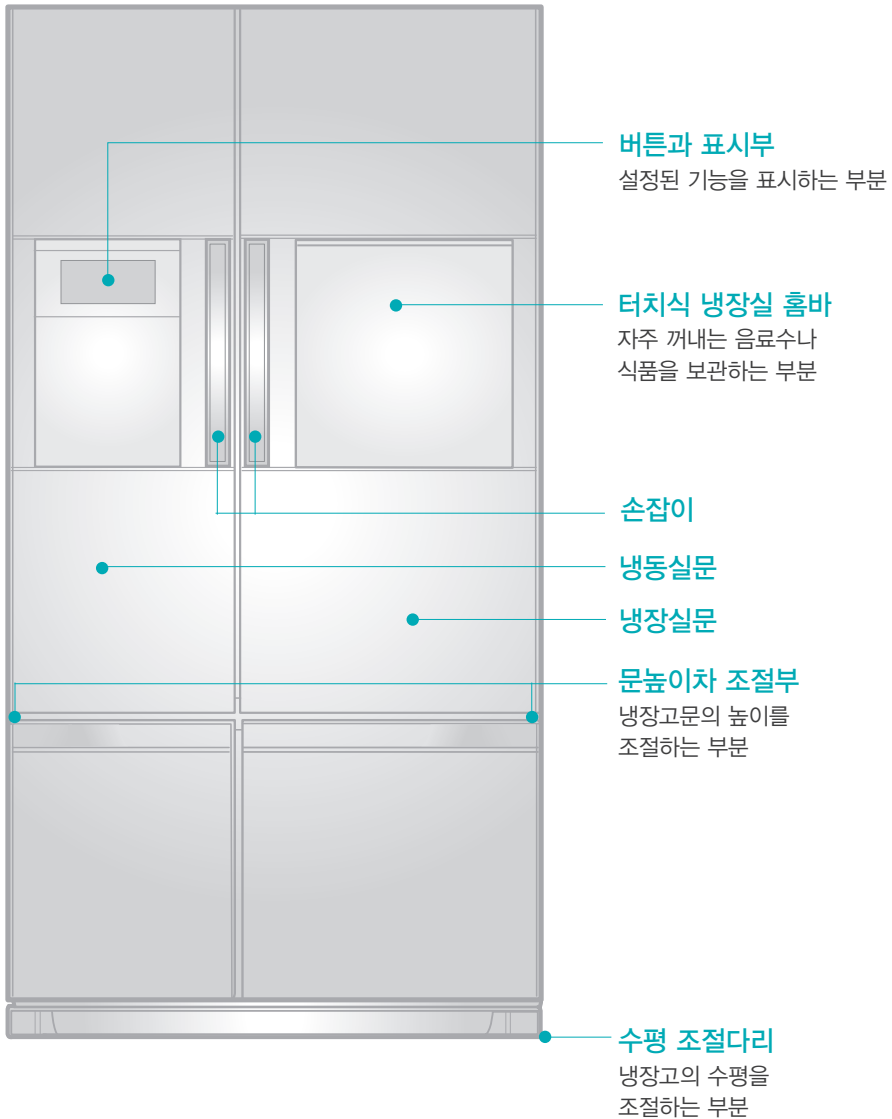 버튼과 표시부
설정된 기능을 표시하는 부분
터치식 냉장실 홈바
자주 꺼내는 음료수나
식품을 보관하는 부분
손잡이
냉동실문
냉장실문
문높이차 조절부
냉장고문의 높이를
조절하는 부분
수평 조절다리
냉장고의 수평을
조절하는 부분